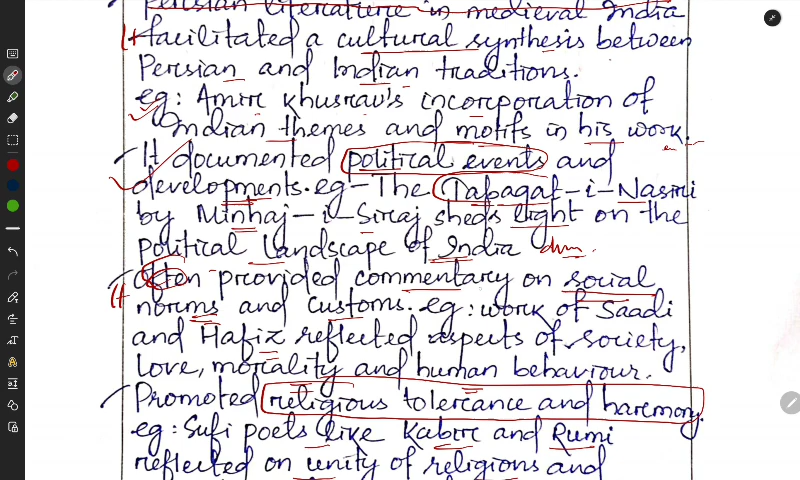 Persian literature in medieval India
It facilitated a cultural synthesis between
Persian and Indian traditions.
eg: Amir Khusrav's incorporation of
Indian themes and motifs in his work.
It documented political events and
developments. eg - The Tabaqat-i-Nasiri
by Minhaj-i-Siraj sheds light on the
political landscape of India
Often provided commentary on social
It
norms and customs. eg: work of Saadi
and Hafiz reflected aspects of society,
love, morality and human behaviour.
Promoted religious tolerance and harmony.
eg: Sufi poets like Kabir and Rumi
reflected on unity of religions and